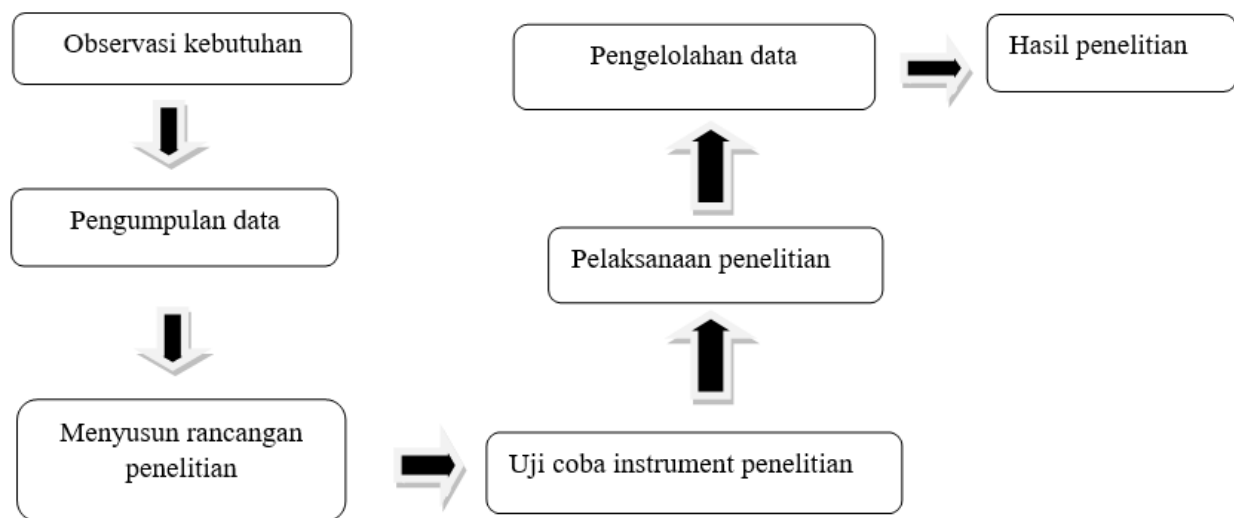 Observasi kebutuhan
Pengumpulan data
Menyusun rancangan
penelitian
Uji coba instrument penelitian
Pelaksanaan penelitian
Pengelolahan data
Hasil penelitian